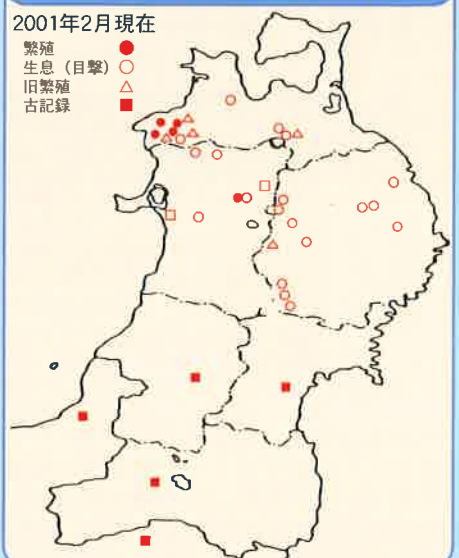 2001年2月現在
繁殖
生息（目撃）
旧繁殖
古記録